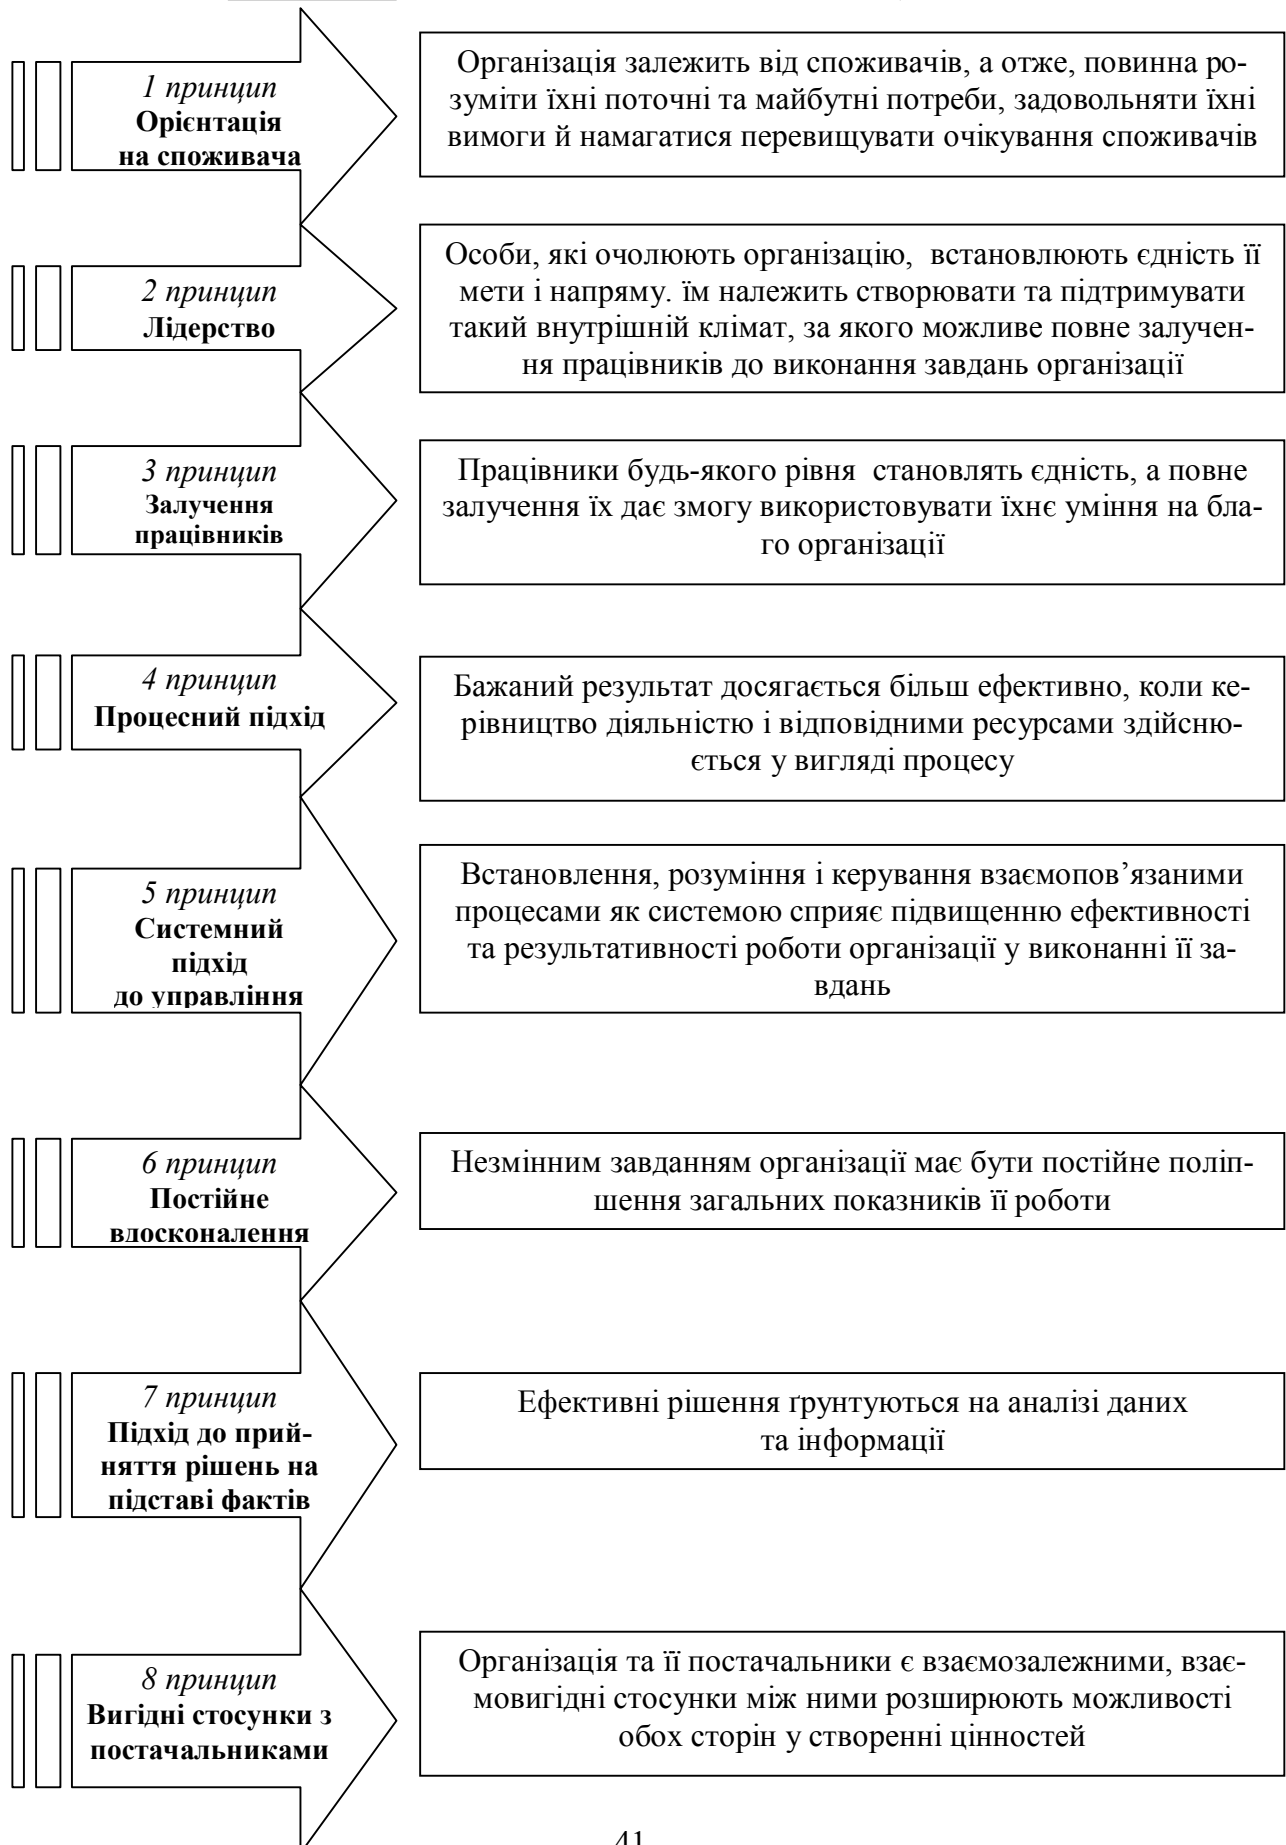 1 принцип
Орієнтація
на споживача
Організація залежить від споживачів, а отже, повинна ро-
зуміти їхні поточні та майбутні потреби, задовольняти їхні
вимоги й намагатися перевищувати очікування споживачів
2 принцип
Лідерство
Особи, які очолюють організацію,  встановлюють єдність її
мети і напряму. їм належить створювати та підтримувати
такий внутрішній клімат, за якого можливе повне залучен-
ня працівників до виконання завдань організації
3 принцип
Залучення
працівників
Працівники будь-якого рівня  становлять єдність, а повне
залучення їх дає змогу використовувати їхнє уміння на бла-
го організації
4 принцип
Процесний підхід
Бажаний результат досягається більш ефективно, коли ке-
рівництво діяльністю і відповідними ресурсами здійсню-
ється у вигляді процесу
5 принцип
Системний
підхід
до управління
Встановлення, розуміння і керування взаємопов’язаними
процесами як системою сприяє підвищенню ефективності
та результативності роботи організації у виконанні її за-
вдань
6 принцип
Постійне
вдосконалення
Незмінним завданням організації має бути постійне поліп-
шення загальних показників її роботи
7 принцип
Підхід до прий-
няття рішень на
підставі фактів
Ефективні рішення ґрунтуються на аналізі даних
та інформації
8 принцип
Вигідні стосунки з
постачальниками
Організація та її постачальники є взаємозалежними, взає-
мовигідні стосунки між ними розширюють можливості
обох сторін у створенні цінностей
41